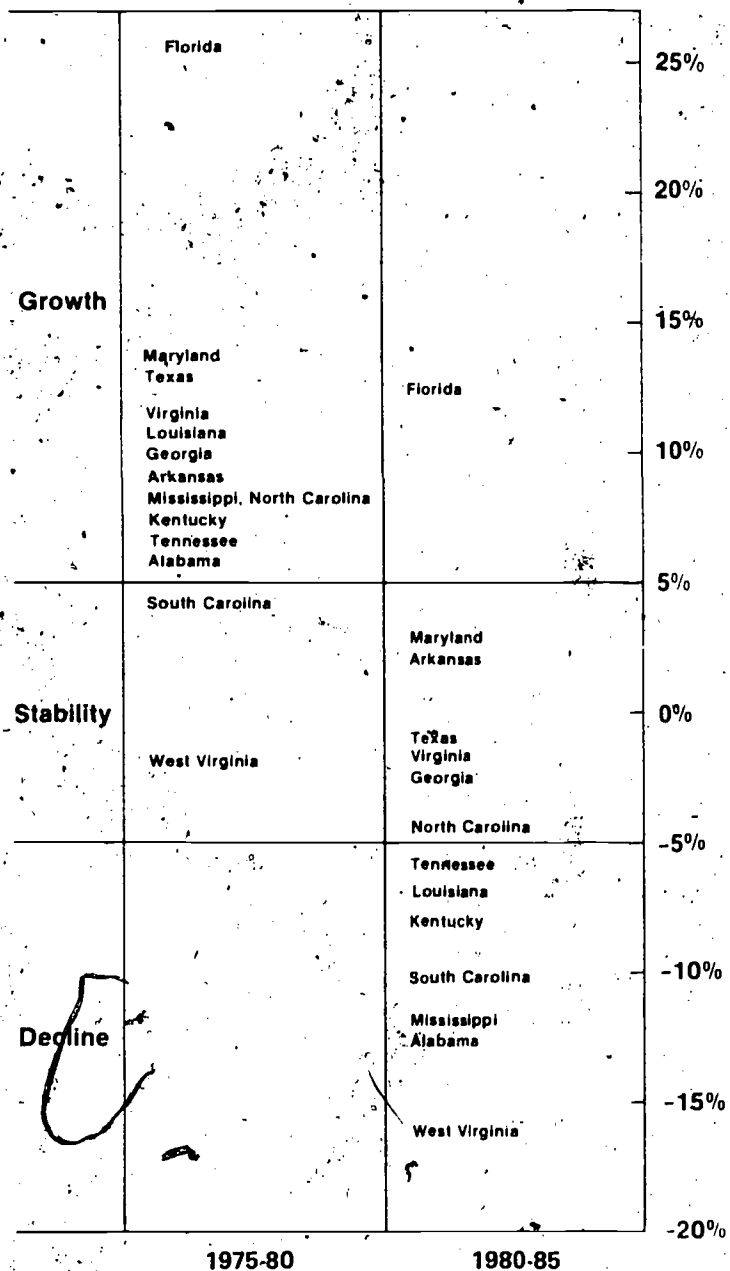 Florida
25%
20%
Growth
15%
Maryland
Texas
Florida
Virginia
Louisiana
Georgia
10%
Arkansas
Mississippi, North Carolina
Kentucky
Tennessee
Alabama
5%
South Carolina
Maryland
Arkansas
Stability
0%
Texas
Virginia
West Virginia
Georgia
North Carolina
-5%
Tennessee
Louisiana
Kentucky
South Carolina
-10%
Mississippi
Decline
Alabama
-15%
West Virginia
-20%
1975-80
1980-85